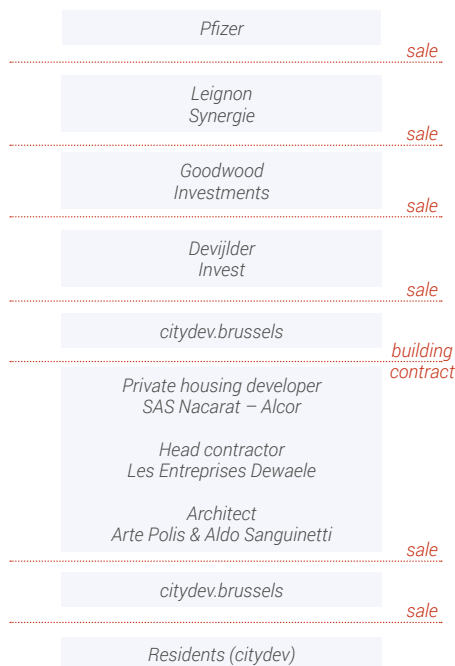 Pfizer
sale
Leignon
Synergie
sale
Goodwood
Investments
sale
Devijlder
Invest
sale
citydev.brussels
building
contract
Private housing developer
SAS Nacarat – Alcor
Head contractor
Les Entreprises Dewaele
Architect
Arte Polis & Aldo Sanguinetti
sale
citydev.brussels
sale
Residents (citydev)